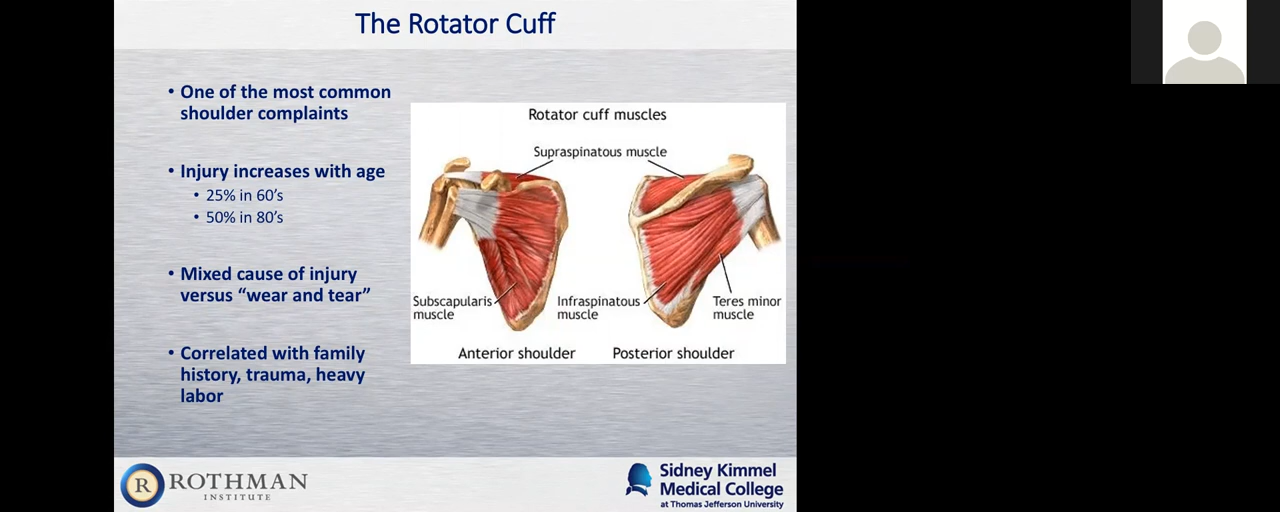 The Rotator Cuff
• One of the most common
shoulder complaints
• Injury increases with age
• 25% in 60’s
• 50% in 80’s
• Mixed cause of injury
versus “wear and tear”
• Correlated with family
history, trauma, heavy
labor
Rotator cuff muscles
Supraspinatous muscle
Subscapularis
muscle
Infraspinatous
muscle
Teres minor
muscle
Anterior shoulder
Posterior shoulder
R
ROTHMAN
INSTITUTE
Sidney Kimmel
Medical College
at Thomas Jefferson University